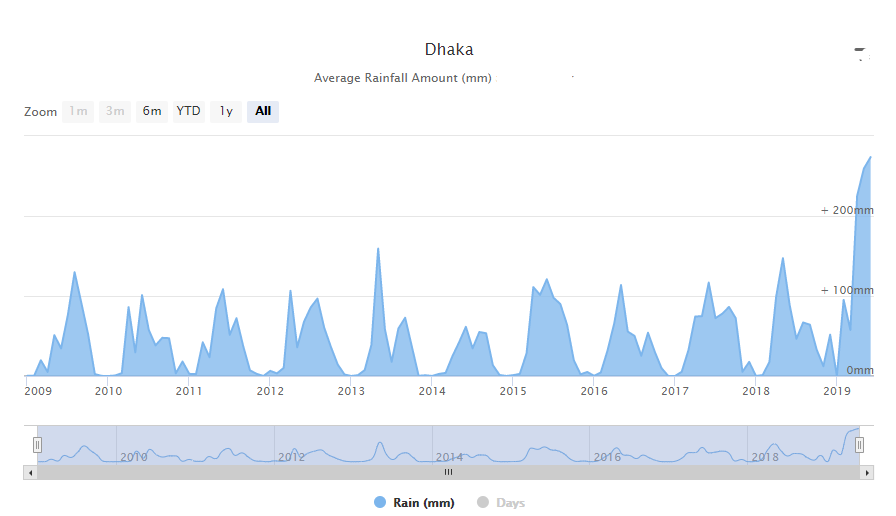 Dhaka
Average Rainfall Amount (mm)
Zoom 1m 3m 6m YTD 1y All
+ 200mm
+ 100mm
0mm
2009 2010 2011 2012 2013 2014 2015 2016 2017 2018 2019
2010 2012 2014 2016 2018
Rain (mm) Days